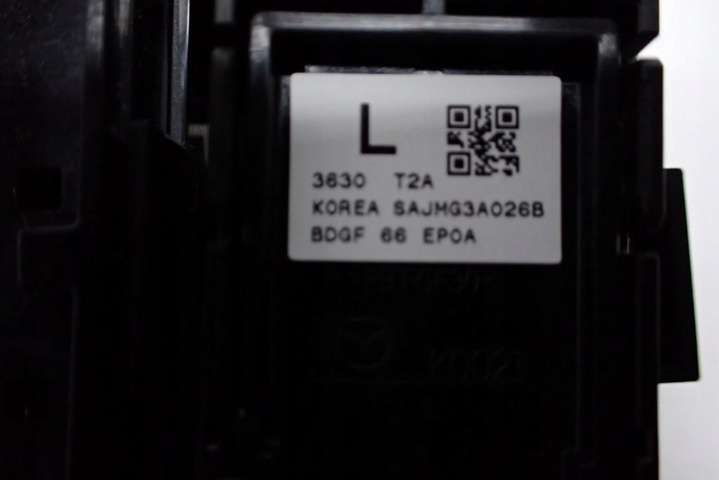 L
3630 T2A
KOREA SAJMG3A026B
BDGF 66 EP0A